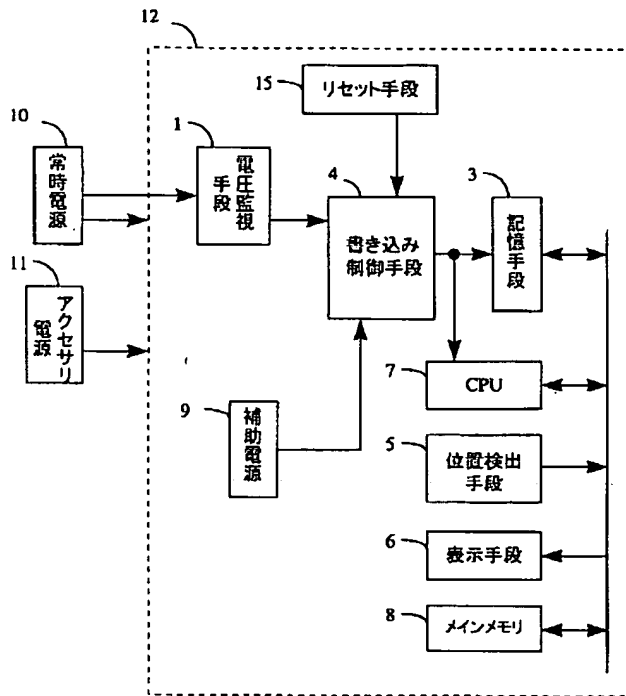 12
15
リセット手段
10
常時電源
1
電圧監視
手段
4
書き込み
制御手段
3
記憶手段
11
アクセサリ
電源
7
CPU
9
補助電源
5
位置検出
手段
6
表示手段
8
メインメモリ